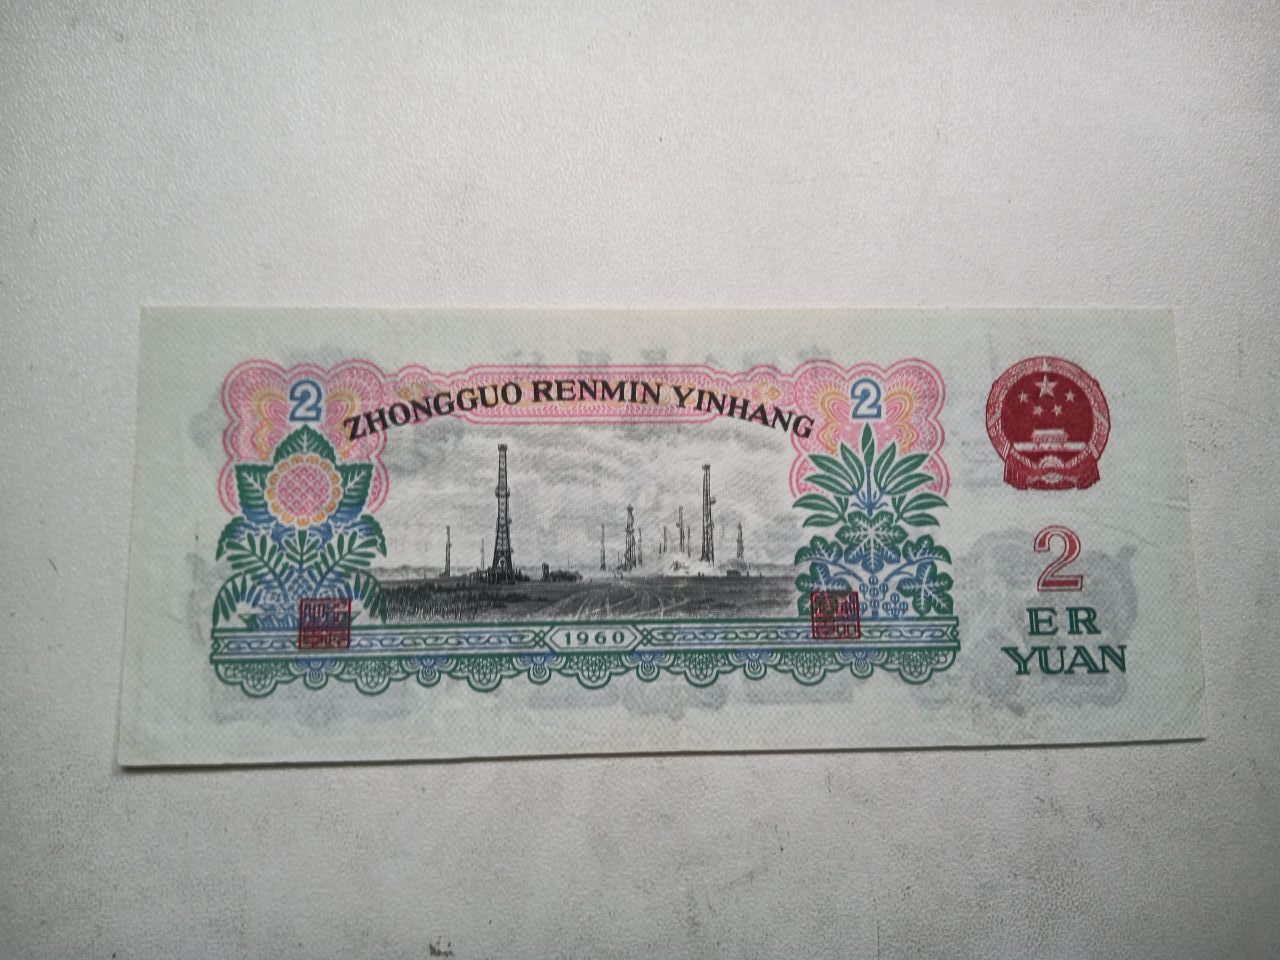 2
ZHONGGUO RENMIN YINHANG
2
2
ER
YUAN
1960